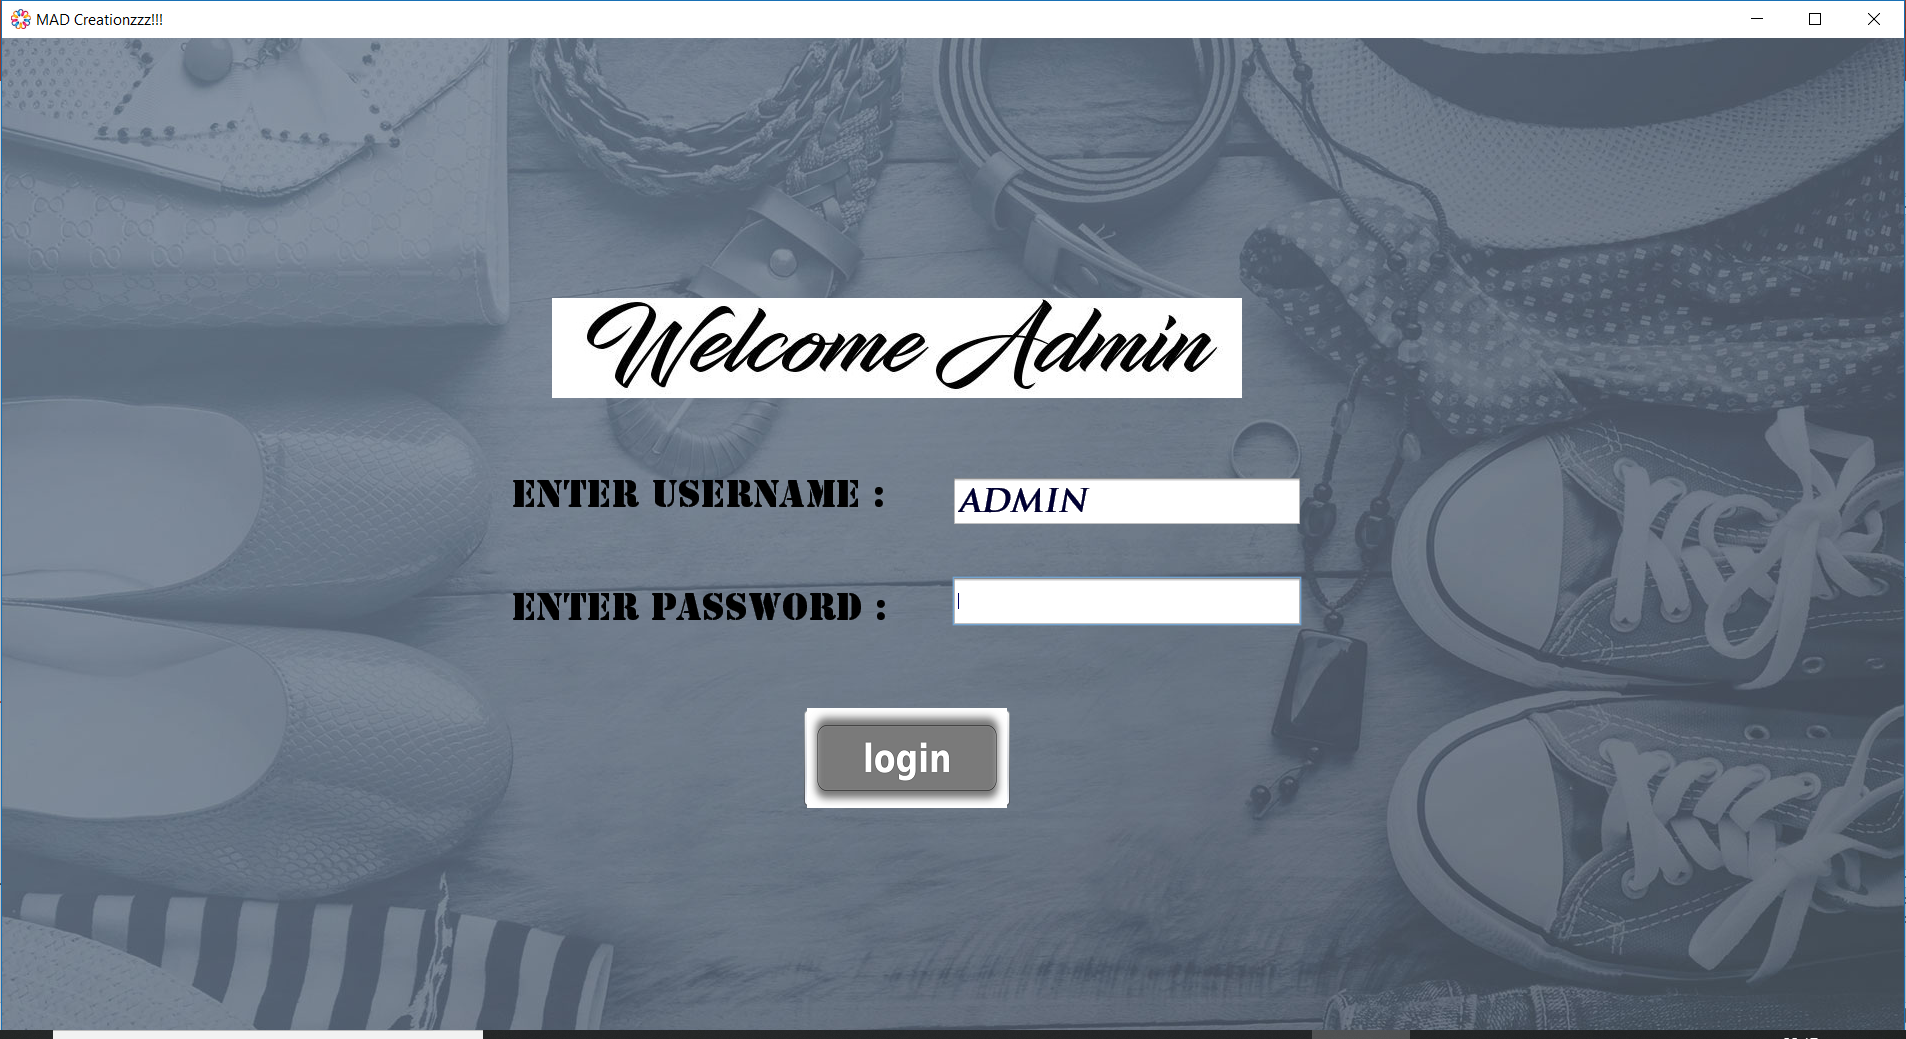 MAD Creationzzz!!!
Welcome Admin
ENTER USERNAME :
ADMIN
ENTER PASSWORD :
login